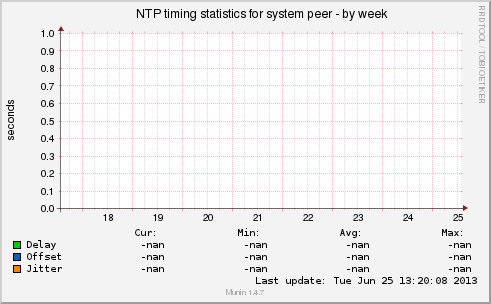 NTP timing statistics for system peer - by week
RRDTOOL / TOBI OETIKER
seconds
1.0
0.9
0.8
0.7
0.6
0.5
0.4
0.3
0.2
0.1
0.0
18 19 20 21 22 23 24 25
Cur: Min: Avg: Max:
Delay -nan -nan -nan -nan
Offset -nan -nan -nan -nan
Jitter -nan -nan -nan -nan
Last update: Tue Jun 25 13:20:08 2013
Munin 1.4.7